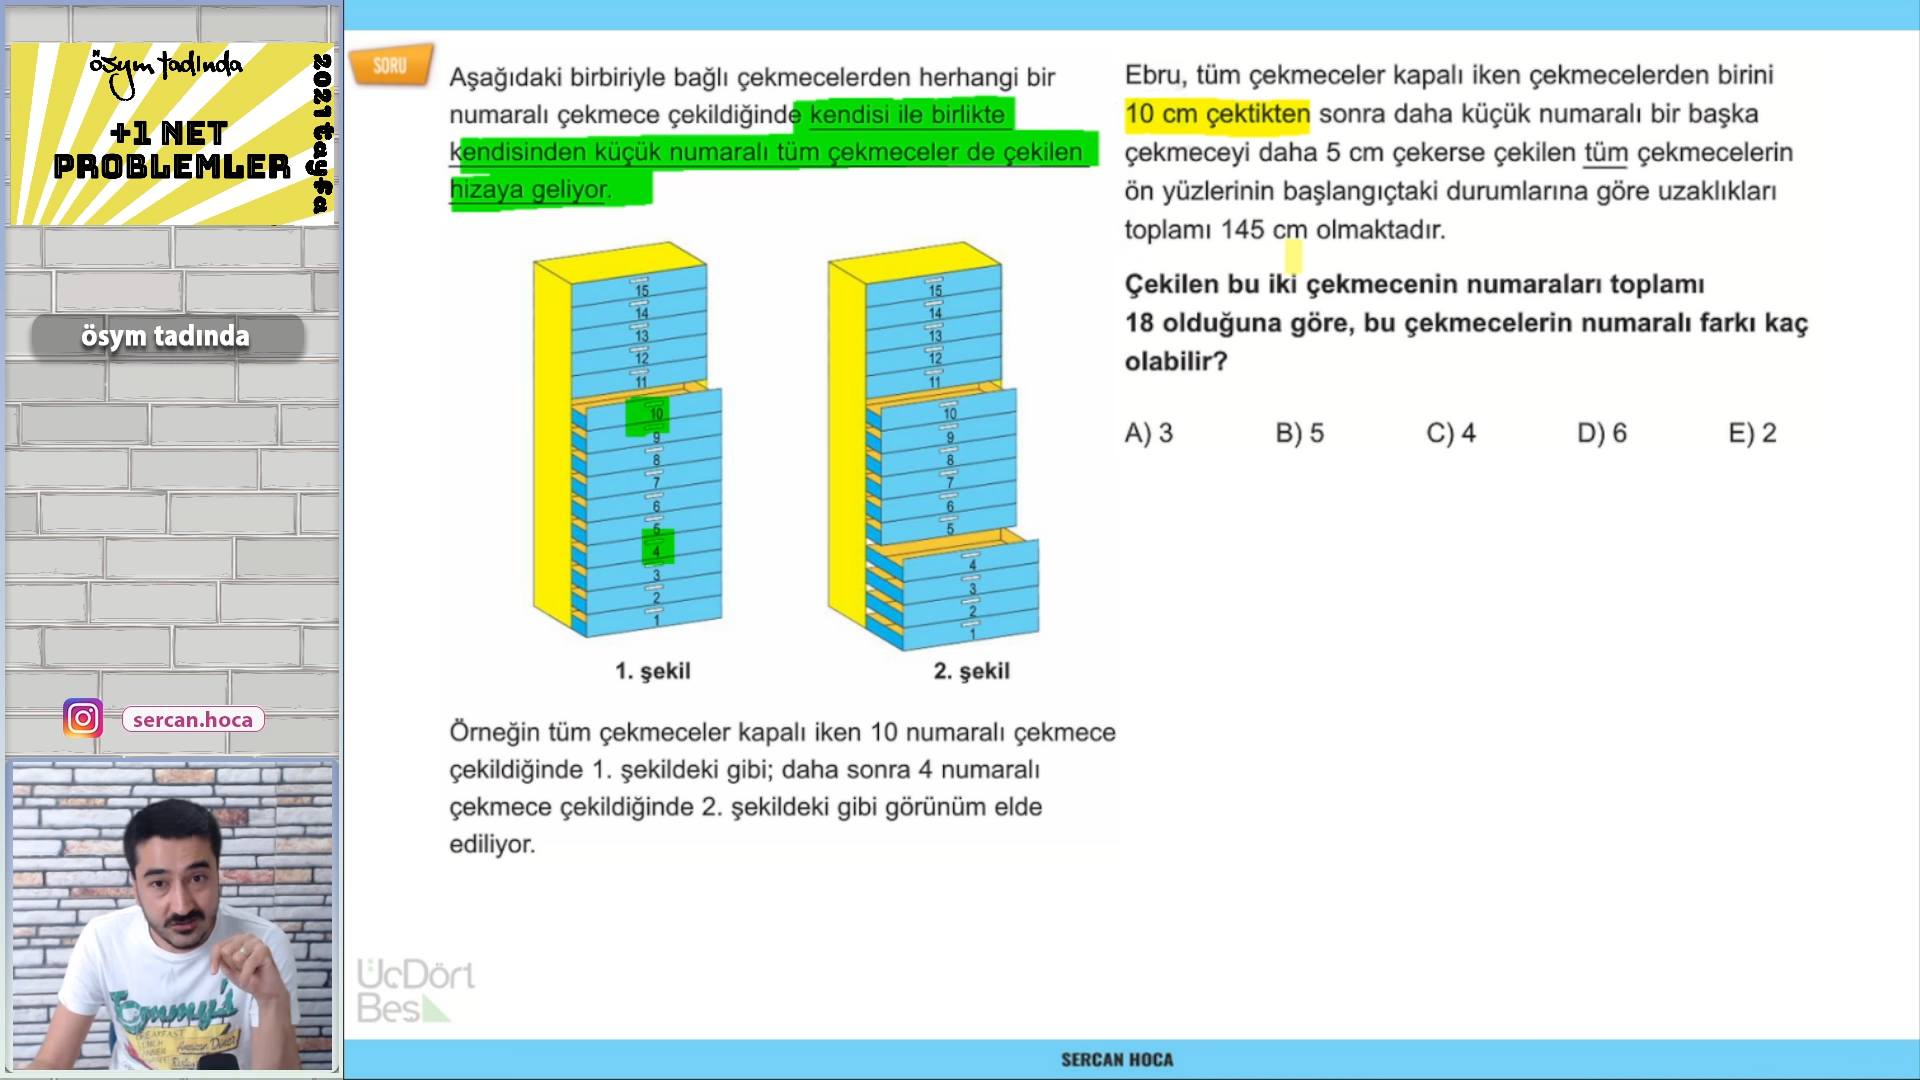 ösym tadında
+1 NET
PROBLEMLER
2021 tayfa
ösym tadında
sercan.hoca
SORU
Aşağıdaki birbiriyle bağlı çekmecelerden herhangi bir
numaralı çekmece çekildiğinde kendisi ile birlikte
kendisinden küçük numaralı tüm çekmeceler de çekilen
hizaya geliyor.
15
14
13
12
11
10
9
8
7
6
5
4
3
2
1
1. şekil
15
14
13
12
11
10
9
8
7
6
5
4
3
2
1
2. şekil
Örneğin tüm çekmeceler kapalı iken 10 numaralı çekmece
çekildiğinde 1. şekildeki gibi; daha sonra 4 numaralı
çekmece çekildiğinde 2. şekildeki gibi görünüm elde
ediliyor.
Ebru, tüm çekmeceler kapalı iken çekmecelerden birini
10 cm çektikten sonra daha küçük numaralı bir başka
çekmeceyi daha 5 cm çekerse çekilen tüm çekmecelerin
ön yüzlerinin başlangıçtaki durumlarına göre uzaklıkları
toplamı 145 cm olmaktadır.
Çekilen bu iki çekmecenin numaraları toplamı
18 olduğuna göre, bu çekmecelerin numaralı farkı kaç
olabilir?
A) 3 B) 5 C) 4 D) 6 E) 2
ÜçDört
Beş
SERCAN HOCA